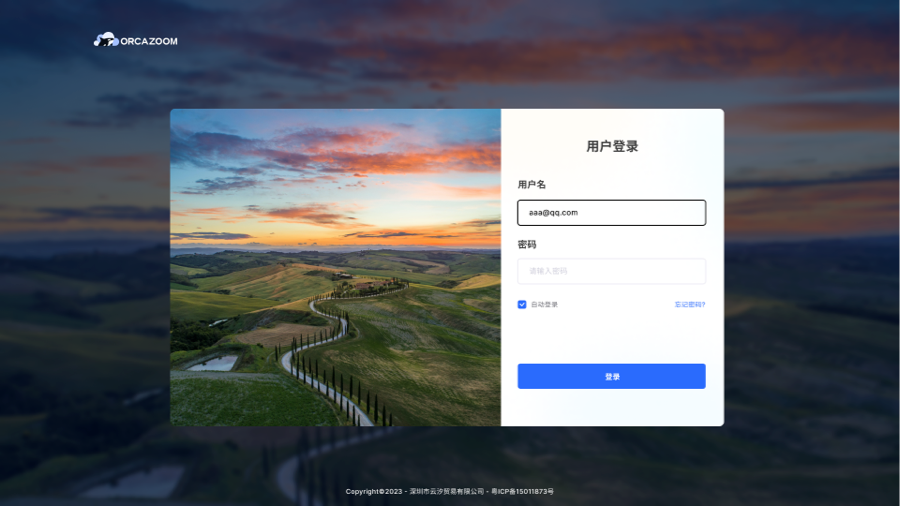 ORCAZOOM
用户登录
用户名
aaa@qq.com
密码
请输入密码
自动登录 忘记密码?
登录
Copyright©2023 - 深圳市云汐贸易有限公司 - 粤ICP备15011873号